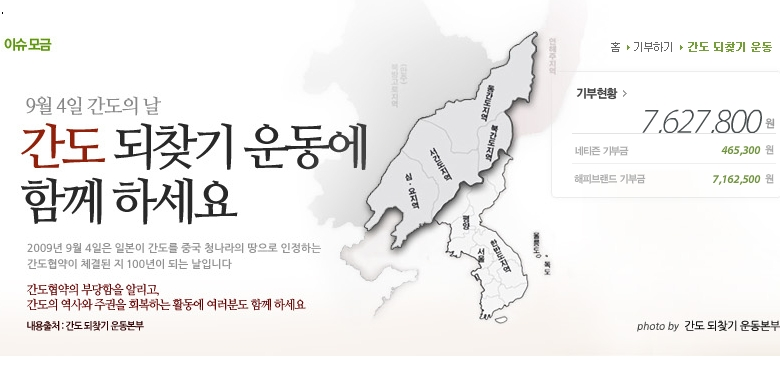 이슈 모금
홈 기부하기 간도 되찾기 운동
기부현황
7,627,800 원
네티즌 기부금 465,300 원
해피브랜드 기부금 7,162,500 원
9월 4일 간도의 날
간도 되찾기 운동에
함께 하세요
2009년 9월 4일은 일본이 간도를 중국 청나라의 땅으로 인정하는
간도협약이 체결된 지 100년이 되는 날입니다
간도협약의 부당함을 알리고,
간도의 역사와 주권을 회복하는 활동에 여러분도 함께 하세요
내용출처 : 간도 되찾기 운동본부
연해주지역
동간도지역
북간도지역
서간도지역
심·요지역
평양
한반도지역
서울
울릉도
독도
photo by 간도 되찾기 운동본부